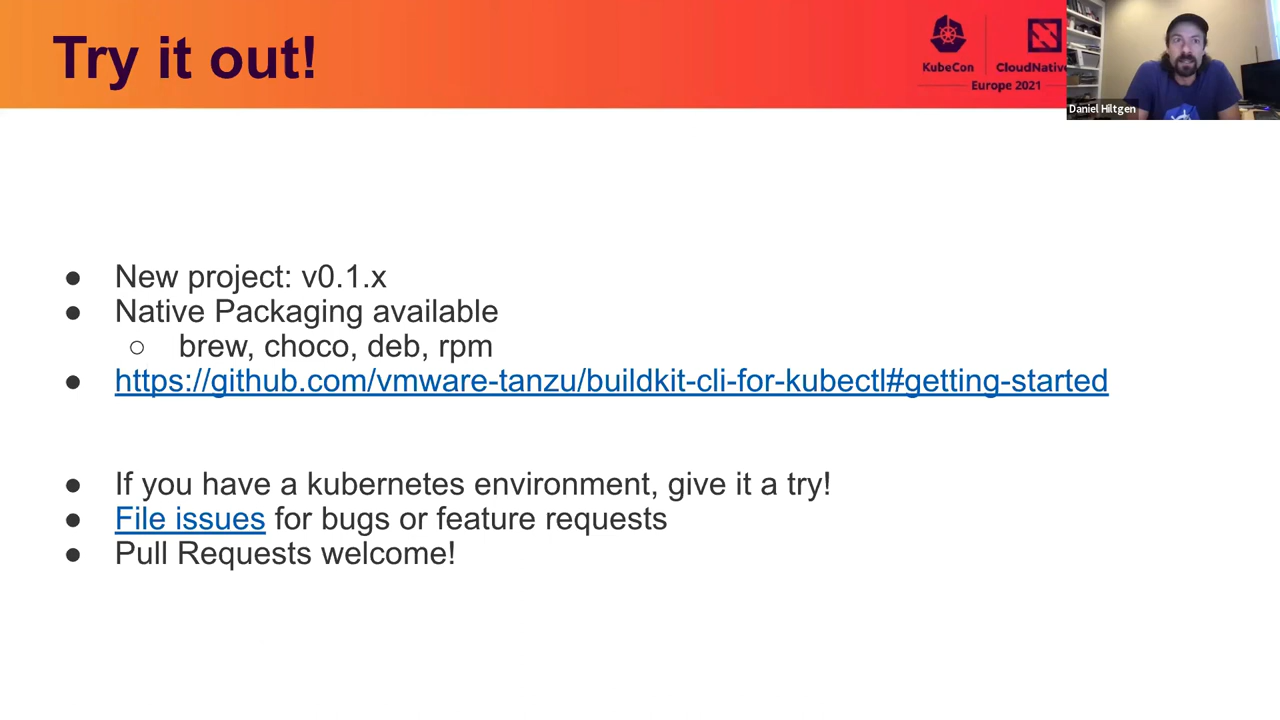 Try it out!
KubeCon
CloudNative
Europe 2021
Daniel Hiltgen
● New project: v0.1.x
● Native Packaging available
○ brew, choco, deb, rpm
● https://github.com/vmware-tanzu/buildkit-cli-for-kubectl#getting-started
● If you have a kubernetes environment, give it a try!
● File issues for bugs or feature requests
● Pull Requests welcome!